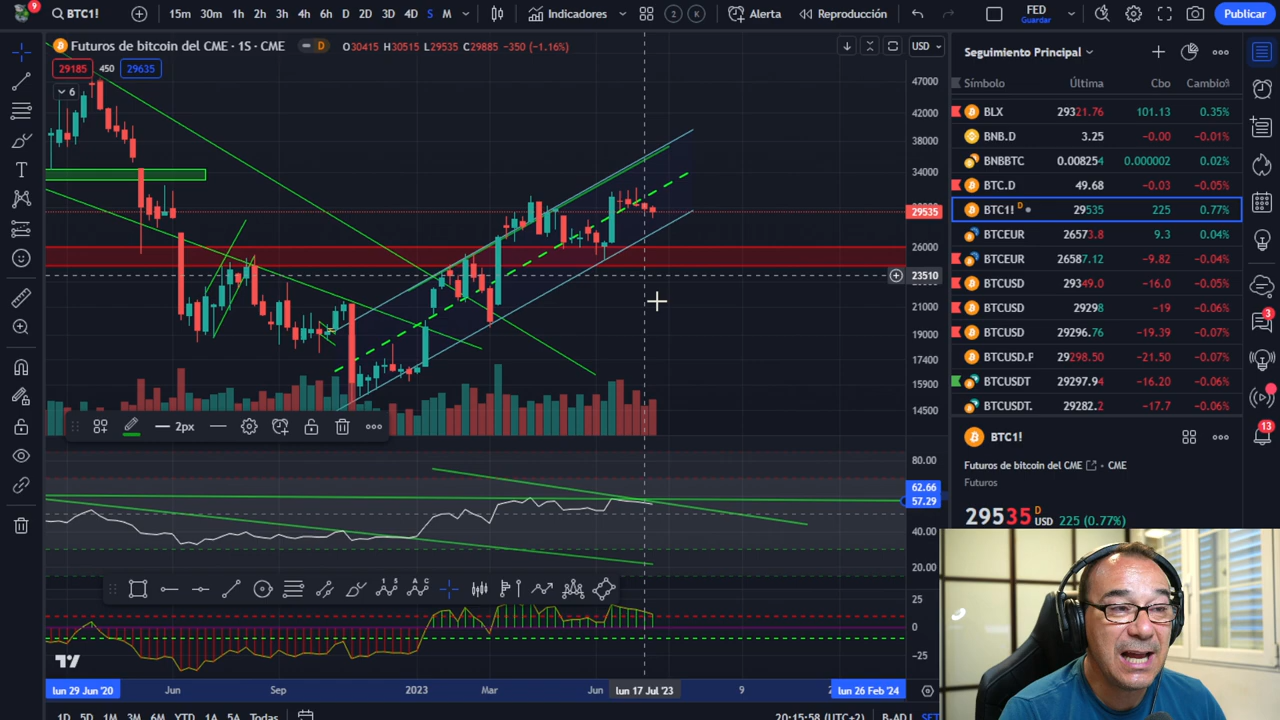 9
BTC1!
15m 30m 1h 2h 3h 4h 6h D 2D 3D 4D S M
Indicadores
2 K
Alerta
Reproducción
FED
Guardar
Publicar
Futuros de bitcoin del CME · 1S · CME
D
O30415 H30515 L29535 C29885 -350 (-1.16%)
USD
29185 450 29635
6
47000
42000
38000
34000
29535
26000
23510
21000
19000
17400
15900
14500
2px
80.00
62.66
57.29
40.00
20.00
25
0
−25
lun 29 Jun '20
Jun
Sep
2023
Mar
Jun
lun 17 Jul '23
9
lun 26 Feb '24
1D 5D 1M 3M 6M YTD 1A 5A Todas
20:15:58 (UTC+2)
B-ADJ
SET
Seguimiento Principal
Símbolo Última Cbo Cambio%
BLX 29321.76 101.13 0.35%
BNB.D 3.25 −0.00 −0.01%
BNBBTC 0.008254 0.000002 0.02%
BTC.D 49.68 −0.03 −0.05%
BTC1! D 29535 225 0.77%
BTCEUR 26573.8 9.3 0.04%
BTCEUR 26587.12 −9.82 −0.04%
BTCUSD 29349.0 −16.0 −0.05%
BTCUSD 29298 −19 −0.06%
BTCUSD 29296.76 −19.39 −0.07%
BTCUSD.P 29298.50 −21.50 −0.07%
BTCUSDT 29297.94 −16.20 −0.06%
BTCUSDT. 29282.2 −17.7 −0.06%
BTC1!
Futuros de bitcoin del CME · CME
Futuros
29535 D USD 225 (0.77%)
3
13